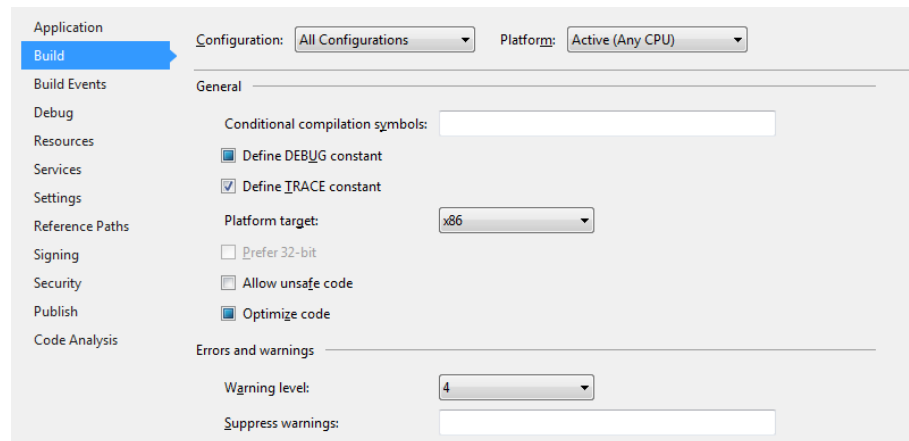 Application
Build
Build Events
Debug
Resources
Services
Settings
Reference Paths
Signing
Security
Publish
Code Analysis
Configuration: All Configurations Platform: Active (Any CPU)
General
Conditional compilation symbols:
Define DEBUG constant
Define TRACE constant
Platform target: x86
Prefer 32-bit
Allow unsafe code
Optimize code
Errors and warnings
Warning level: 4
Suppress warnings: